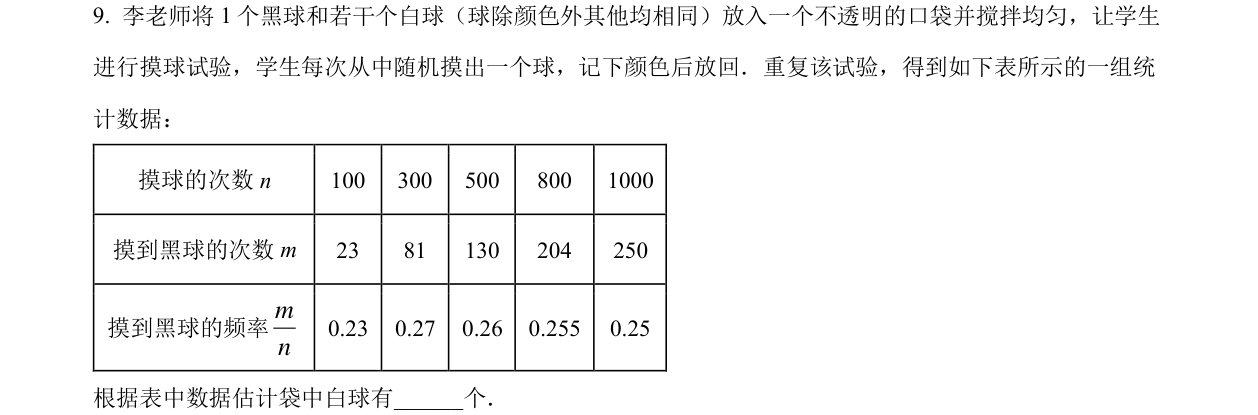 9. 李老师将 1 个黑球和若干个白球（球除颜色外其他均相同）放入一个不透明的口袋并搅拌均匀，让学生
进行摸球试验，学生每次从中随机摸出一个球，记下颜色后放回．重复该试验，得到如下表所示的一组统
计数据：
摸球的次数 n 100 300 500 800 1000
摸到黑球的次数 m 23 81 130 204 250
摸到黑球的频率 m/n 0.23 0.27 0.26 0.255 0.25
根据表中数据估计袋中白球有______个．